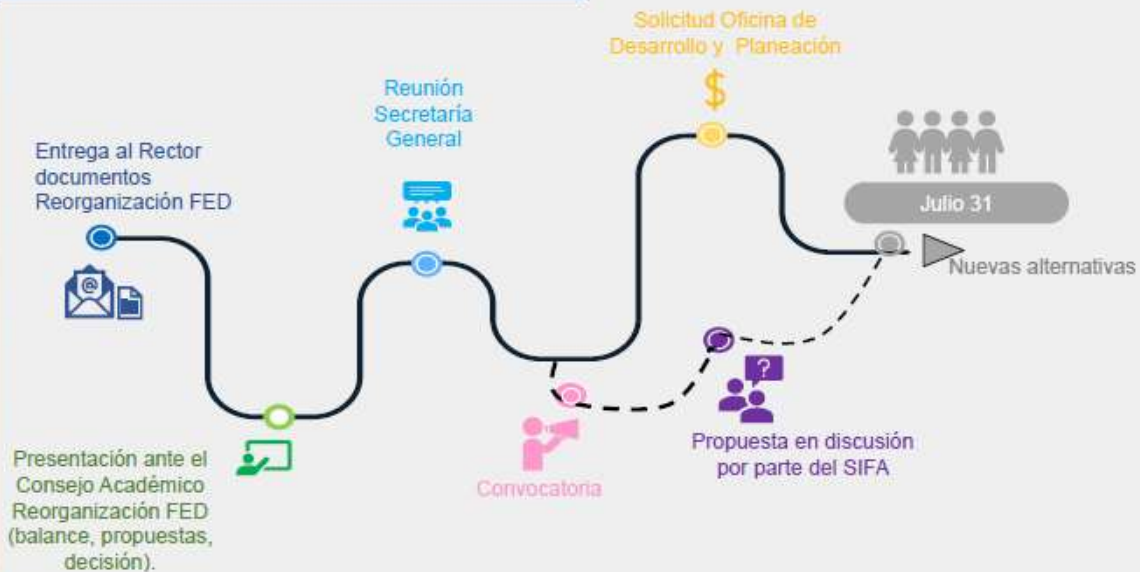 Entrega al Rector
documentos
Reorganización FED
@
Presentación ante el
Consejo Académico
Reorganización FED
(balance, propuestas,
decisión).
Reunión
Secretaría
General
Convocatoria
Solicitud Oficina de
Desarrollo y Planeación
$
?
Propuesta en discusión
por parte del SIFA
Julio 31
Nuevas alternativas